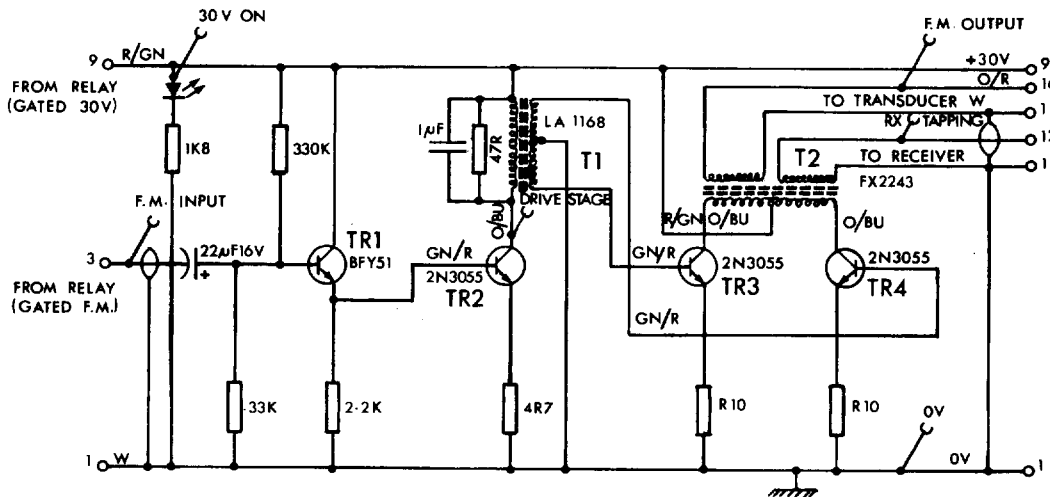 30V ON
F.M. OUTPUT
9
R/GN
+30V
9
O/R
FROM RELAY
(GATED 30V)
TO TRANSDUCER W
1
RX TAPPING
1µF
47R
LA 1168
T1
1K8
330K
T2
TO RECEIVER
1
FX2243
F.M. INPUT
DRIVE STAGE
O/BU
R/GN
O/BU
O/BU
22µF16V
+
TR1
BFY51
GN/R
2N3055
TR2
GN/R
2N3055
TR3
2N3055
TR4
3
FROM RELAY
(GATED F.M.)
GN/R
33K
2·2K
4R7
R10
R10
0V
1
W
0V
1